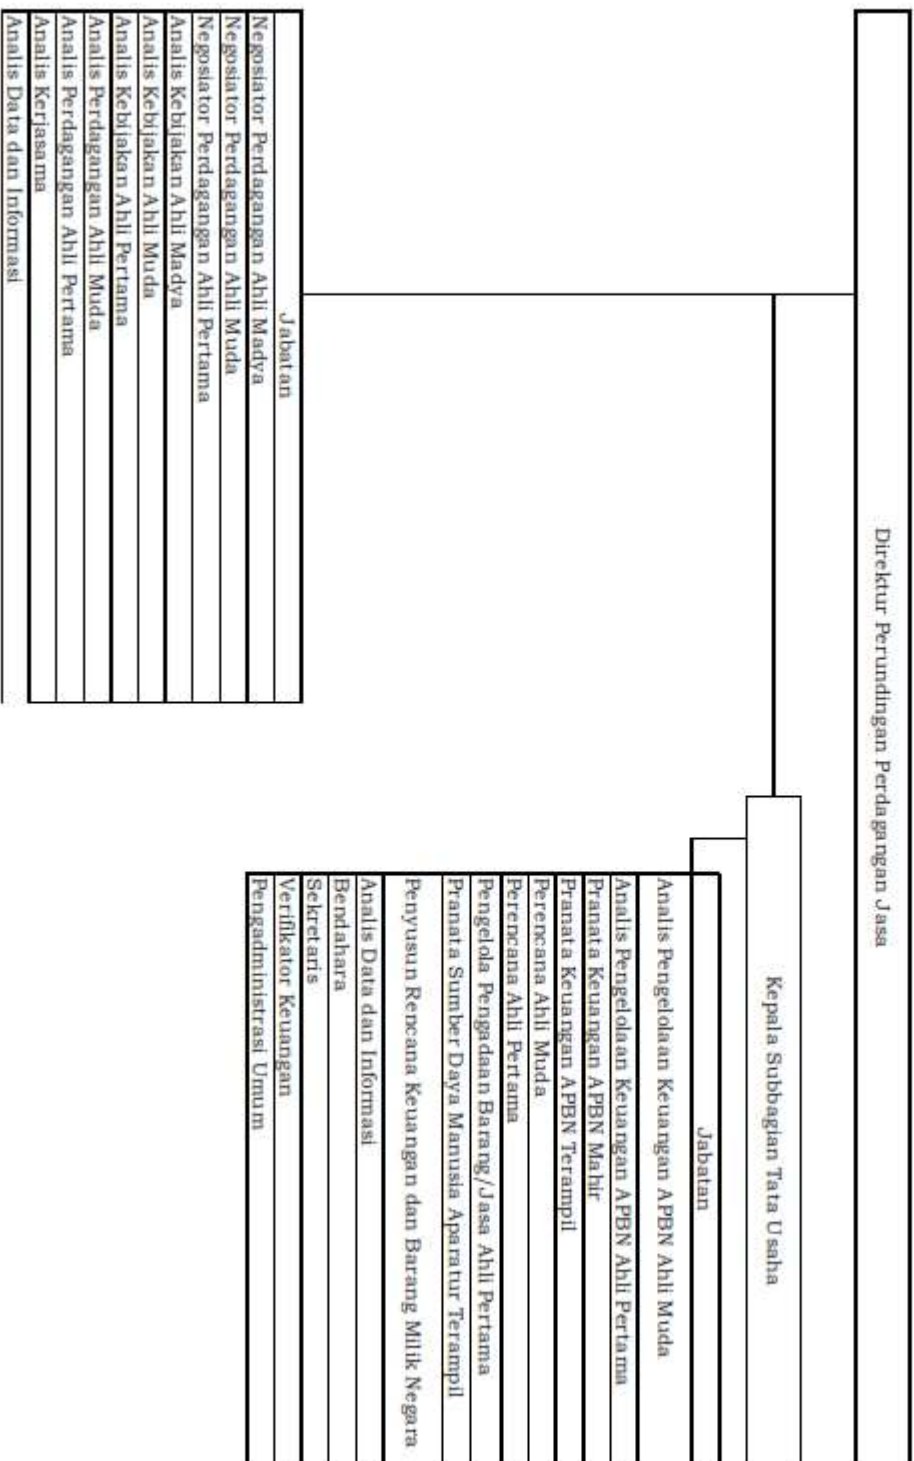 Direktur Perundingan Perdagangan Jasa
Kepala Subbagian Tata Usaha
Jabatan
Analis Pengelolaan Keuangan APBN Ahli Muda
Analis Pengelolaan Keuangan APBN Ahli Pertama
Pranata Keuangan APBN Mahir
Pranata Keuangan APBN Terampil
Perencana Ahli Muda
Perencana Ahli Pertama
Pengelola Pengadaan Barang/Jasa Ahli Pertama
Pranata Sumber Daya Manusia Aparatur Terampil
Penyusun Rencana Keuangan dan Barang Milik Negara
Analis Data dan Informasi
Bendahara
Sekretaris
Verifikator Keuangan
Pengadministrasi Umum
Jabatan
Negosiator Perdagangan Ahli Madya
Negosiator Perdagangan Ahli Muda
Negosiator Perdagangan Ahli Pertama
Analis Kebijakan Ahli Madya
Analis Kebijakan Ahli Muda
Analis Kebijakan Ahli Pertama
Analis Perdagangan Ahli Muda
Analis Perdagangan Ahli Pertama
Analis Kerjasama
Analis Data dan Informasi